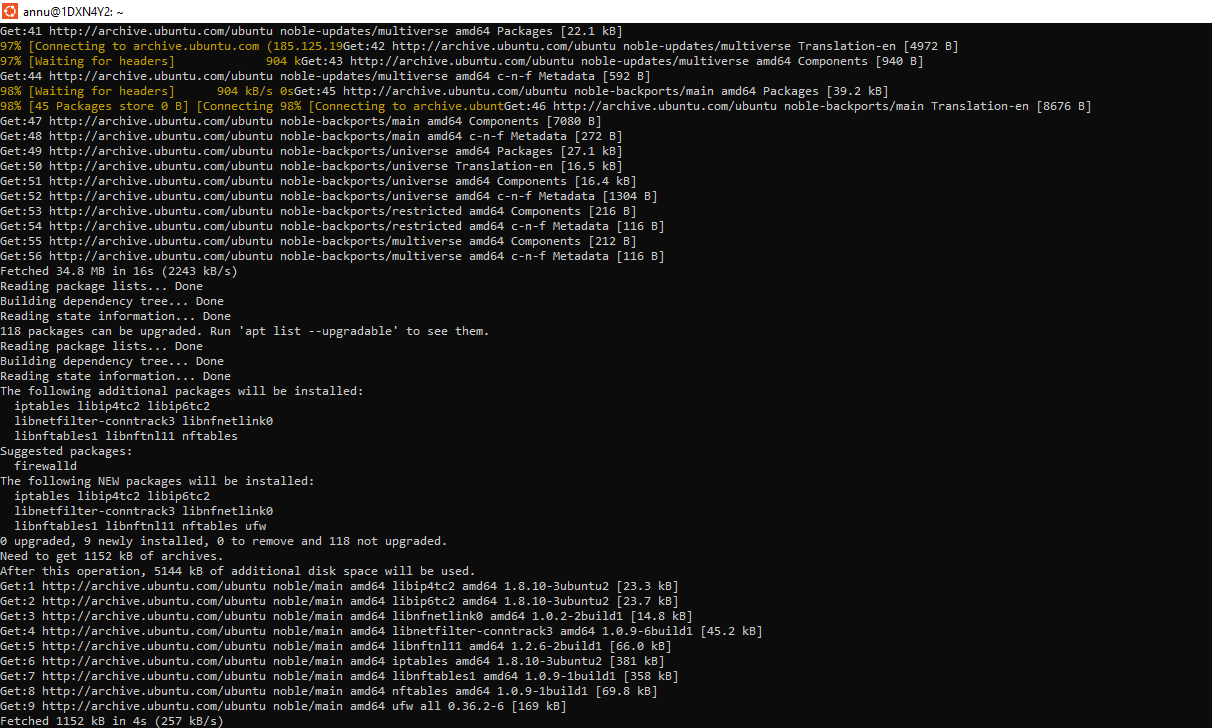 annu@1DXN4Y2: ~
Get:41 http://archive.ubuntu.com/ubuntu noble-updates/multiverse amd64 Packages [22.1 kB]
97% [Connecting to archive.ubuntu.com (185.125.19Get:42 http://archive.ubuntu.com/ubuntu noble-updates/multiverse Translation-en [4972 B]
97% [Waiting for headers]             904 kGet:43 http://archive.ubuntu.com/ubuntu noble-updates/multiverse amd64 Components [940 B]
Get:44 http://archive.ubuntu.com/ubuntu noble-updates/multiverse amd64 c-n-f Metadata [592 B]
98% [Waiting for headers]      904 kB/s 0sGet:45 http://archive.ubuntu.com/ubuntu noble-backports/main amd64 Packages [39.2 kB]
98% [45 Packages store 0 B] [Connecting 98% [Connecting to archive.ubuntGet:46 http://archive.ubuntu.com/ubuntu noble-backports/main Translation-en [8676 B]
Get:47 http://archive.ubuntu.com/ubuntu noble-backports/main amd64 Components [7080 B]
Get:48 http://archive.ubuntu.com/ubuntu noble-backports/main amd64 c-n-f Metadata [272 B]
Get:49 http://archive.ubuntu.com/ubuntu noble-backports/universe amd64 Packages [27.1 kB]
Get:50 http://archive.ubuntu.com/ubuntu noble-backports/universe Translation-en [16.5 kB]
Get:51 http://archive.ubuntu.com/ubuntu noble-backports/universe amd64 Components [16.4 kB]
Get:52 http://archive.ubuntu.com/ubuntu noble-backports/universe amd64 c-n-f Metadata [1304 B]
Get:53 http://archive.ubuntu.com/ubuntu noble-backports/restricted amd64 Components [216 B]
Get:54 http://archive.ubuntu.com/ubuntu noble-backports/restricted amd64 c-n-f Metadata [116 B]
Get:55 http://archive.ubuntu.com/ubuntu noble-backports/multiverse amd64 Components [212 B]
Get:56 http://archive.ubuntu.com/ubuntu noble-backports/multiverse amd64 c-n-f Metadata [116 B]
Fetched 34.8 MB in 16s (2243 kB/s)
Reading package lists... Done
Building dependency tree... Done
Reading state information... Done
118 packages can be upgraded. Run 'apt list --upgradable' to see them.
Reading package lists... Done
Building dependency tree... Done
Reading state information... Done
The following additional packages will be installed:
  iptables libip4tc2 libip6tc2
  libnetfilter-conntrack3 libnfnetlink0
  libnftables1 libnftnl11 nftables
Suggested packages:
  firewalld
The following NEW packages will be installed:
  iptables libip4tc2 libip6tc2
  libnetfilter-conntrack3 libnfnetlink0
  libnftables1 libnftnl11 nftables ufw
0 upgraded, 9 newly installed, 0 to remove and 118 not upgraded.
Need to get 1152 kB of archives.
After this operation, 5144 kB of additional disk space will be used.
Get:1 http://archive.ubuntu.com/ubuntu noble/main amd64 libip4tc2 amd64 1.8.10-3ubuntu2 [23.3 kB]
Get:2 http://archive.ubuntu.com/ubuntu noble/main amd64 libip6tc2 amd64 1.8.10-3ubuntu2 [23.7 kB]
Get:3 http://archive.ubuntu.com/ubuntu noble/main amd64 libnfnetlink0 amd64 1.0.2-2build1 [14.8 kB]
Get:4 http://archive.ubuntu.com/ubuntu noble/main amd64 libnetfilter-conntrack3 amd64 1.0.9-6build1 [45.2 kB]
Get:5 http://archive.ubuntu.com/ubuntu noble/main amd64 libnftnl11 amd64 1.2.6-2build1 [66.0 kB]
Get:6 http://archive.ubuntu.com/ubuntu noble/main amd64 iptables amd64 1.8.10-3ubuntu2 [381 kB]
Get:7 http://archive.ubuntu.com/ubuntu noble/main amd64 libnftables1 amd64 1.0.9-1build1 [358 kB]
Get:8 http://archive.ubuntu.com/ubuntu noble/main amd64 nftables amd64 1.0.9-1build1 [69.8 kB]
Get:9 http://archive.ubuntu.com/ubuntu noble/main amd64 ufw all 0.36.2-6 [169 kB]
Fetched 1152 kB in 4s (257 kB/s)